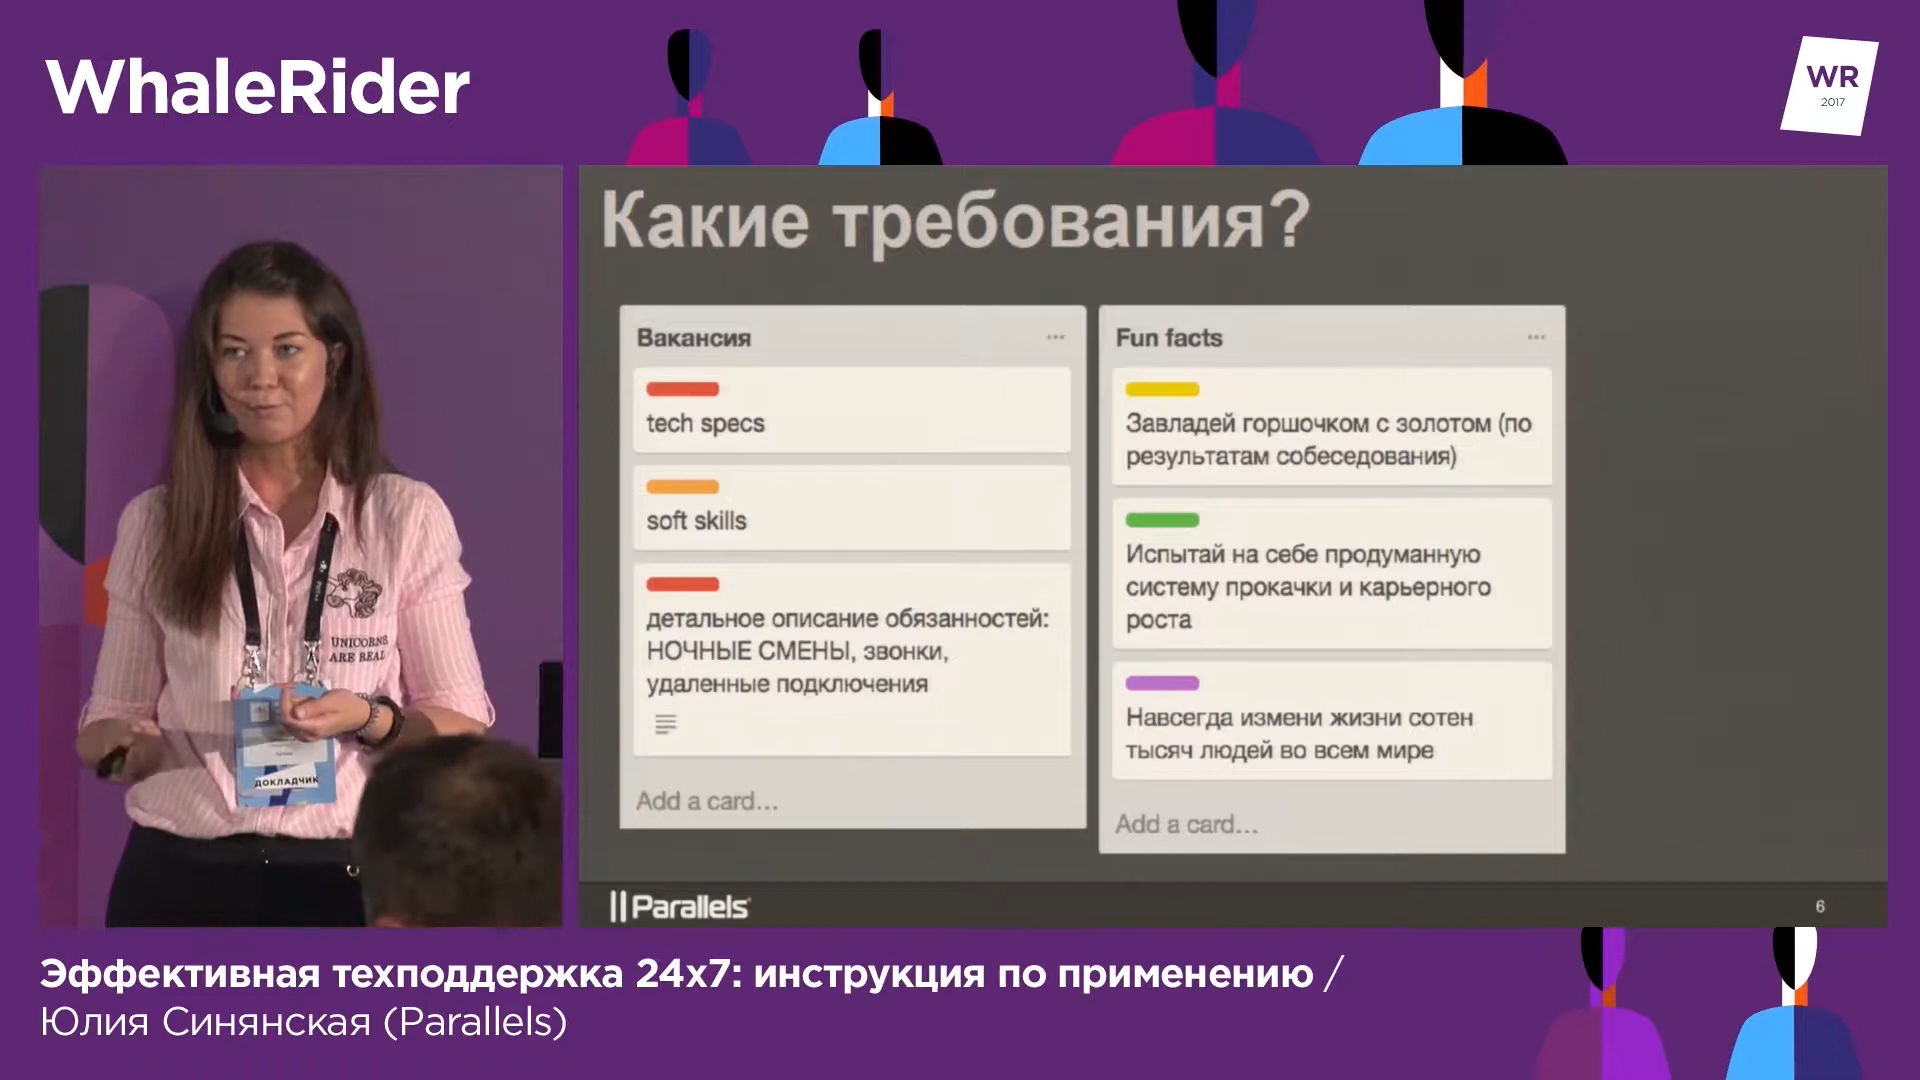 WhaleRider
WR
2017
Какие требования?
Вакансия
tech specs
soft skills
детальное описание обязанностей:
НОЧНЫЕ СМЕНЫ, звонки,
удаленные подключения
Add a card...
Fun facts
Завладей горшочком с золотом (по
результатам собеседования)
Испытай на себе продуманную
систему прокачки и карьерного
роста
Навсегда измени жизни сотен
тысяч людей во всем мире
Add a card...
Parallels
6
UNICORNS
ARE REAL
ДОКЛАДЧИК
Эффективная техподдержка 24x7: инструкция по применению /
Юлия Синянская (Parallels)